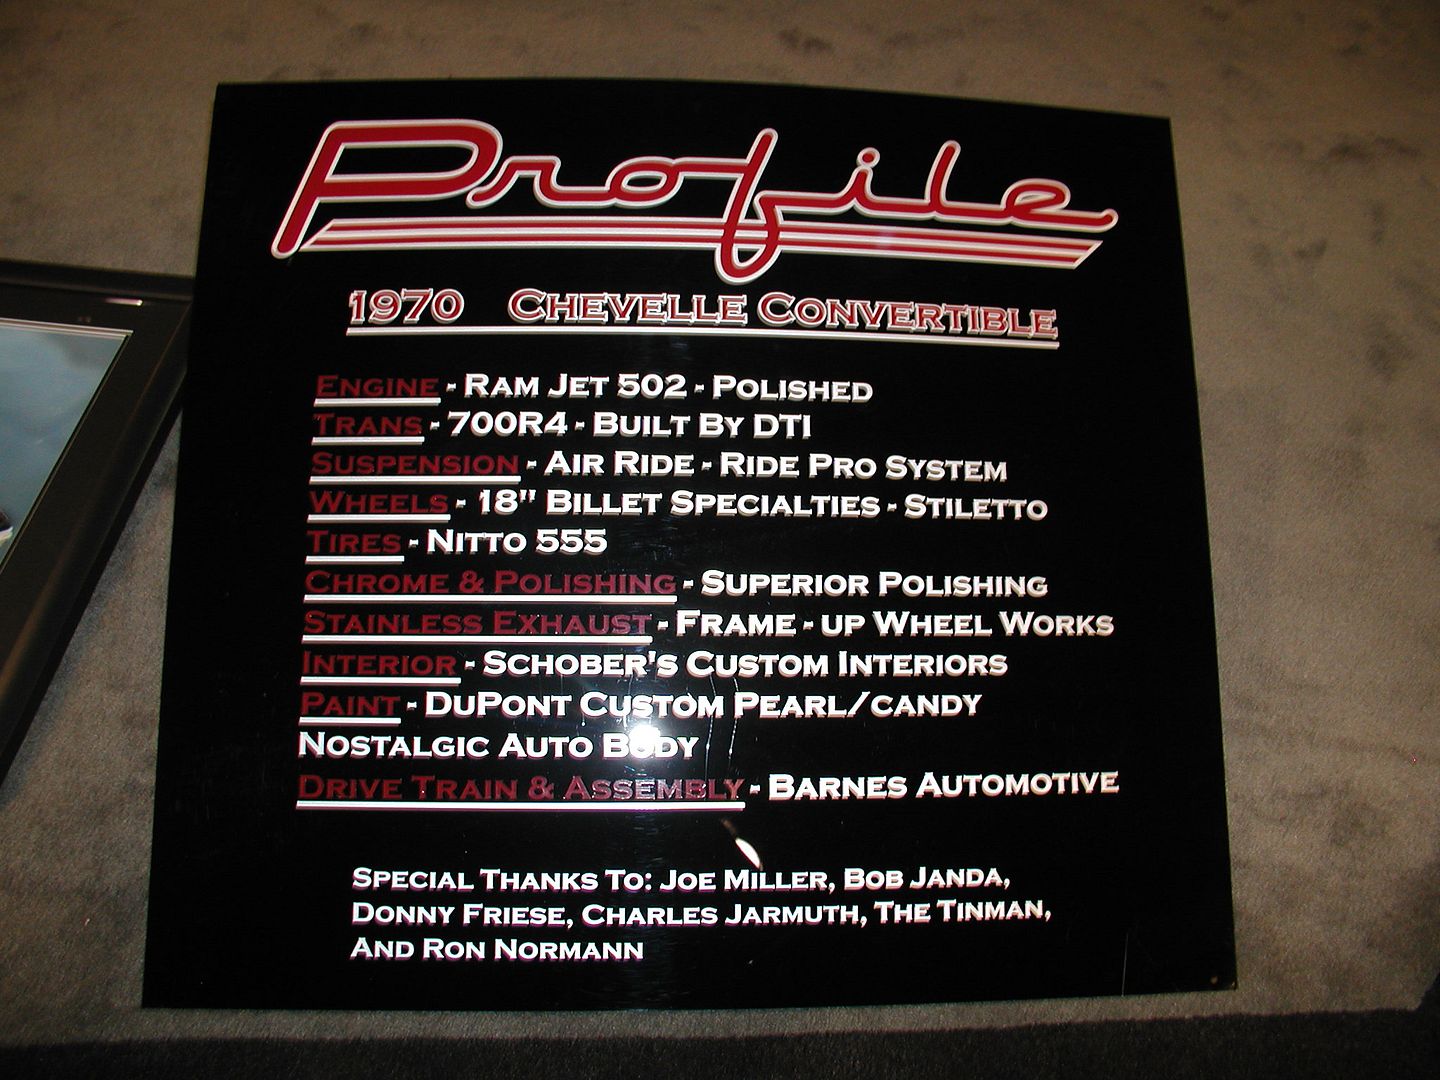 Profile
1970 Chevelle Convertible
Engine - Ram Jet 502 - Polished
Trans - 700R4 - Built By DTI
Suspension - Air Ride - Ride Pro System
Wheels - 18" Billet Specialties - Stiletto
Tires - Nitto 555
Chrome & Polishing - Superior Polishing
Stainless Exhaust - Frame - up Wheel Works
Interior - Schober's Custom Interiors
Paint - DuPont Custom Pearl/candy
Nostalgic Auto Body
Drive Train & Assembly - Barnes Automotive
Special Thanks To: Joe Miller, Bob Janda,
Donny Friese, Charles Jarmuth, The Tinman,
And Ron Normann